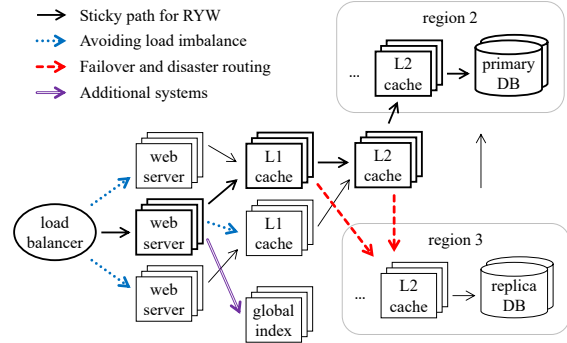 Sticky path for RYW
Avoiding load imbalance
Failover and disaster routing
Additional systems
region 2
...
L2
cache
primary
DB
web
server
L1
cache
L2
cache
load
balancer
web
server
L1
cache
web
server
global
index
region 3
...
L2
cache
replica
DB